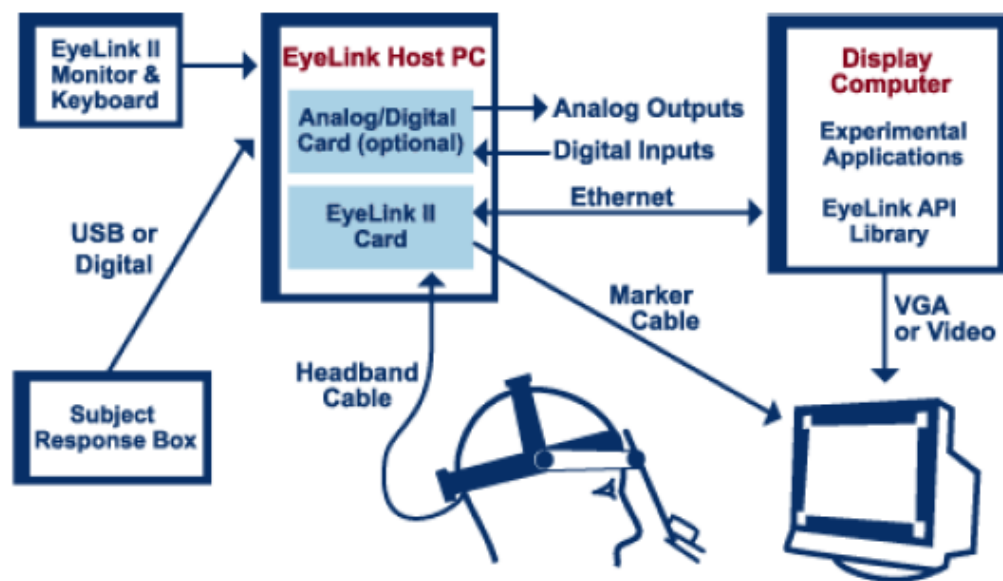 EyeLink II
Monitor &
Keyboard
EyeLink Host PC
Analog/Digital
Card (optional)
Analog Outputs
Digital Inputs
Ethernet
EyeLink II
Card
Display
Computer
Experimental
Applications
EyeLink API
Library
USB or
Digital
Marker
Cable
VGA
or Video
Headband
Cable
Subject
Response Box